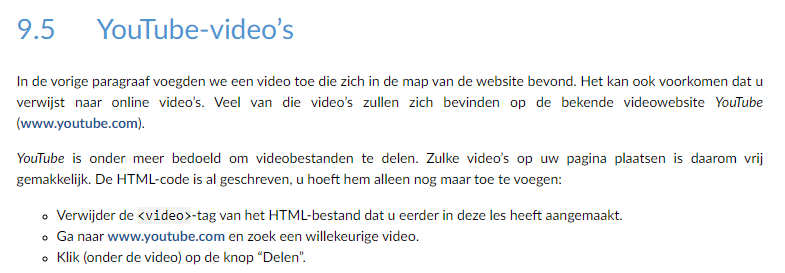 9.5 YouTube-video’s
In de vorige paragraaf voegden we een video toe die zich in de map van de website bevond. Het kan ook voorkomen dat u
verwijst naar online video’s. Veel van die video’s zullen zich bevinden op de bekende videowebsite YouTube
(www.youtube.com).
YouTube is onder meer bedoeld om videobestanden te delen. Zulke video’s op uw pagina plaatsen is daarom vrij
gemakkelijk. De HTML-code is al geschreven, u hoeft hem alleen nog maar toe te voegen:
Verwijder de <video>-tag van het HTML-bestand dat u eerder in deze les heeft aangemaakt.
Ga naar www.youtube.com en zoek een willekeurige video.
Klik (onder de video) op de knop “Delen”.